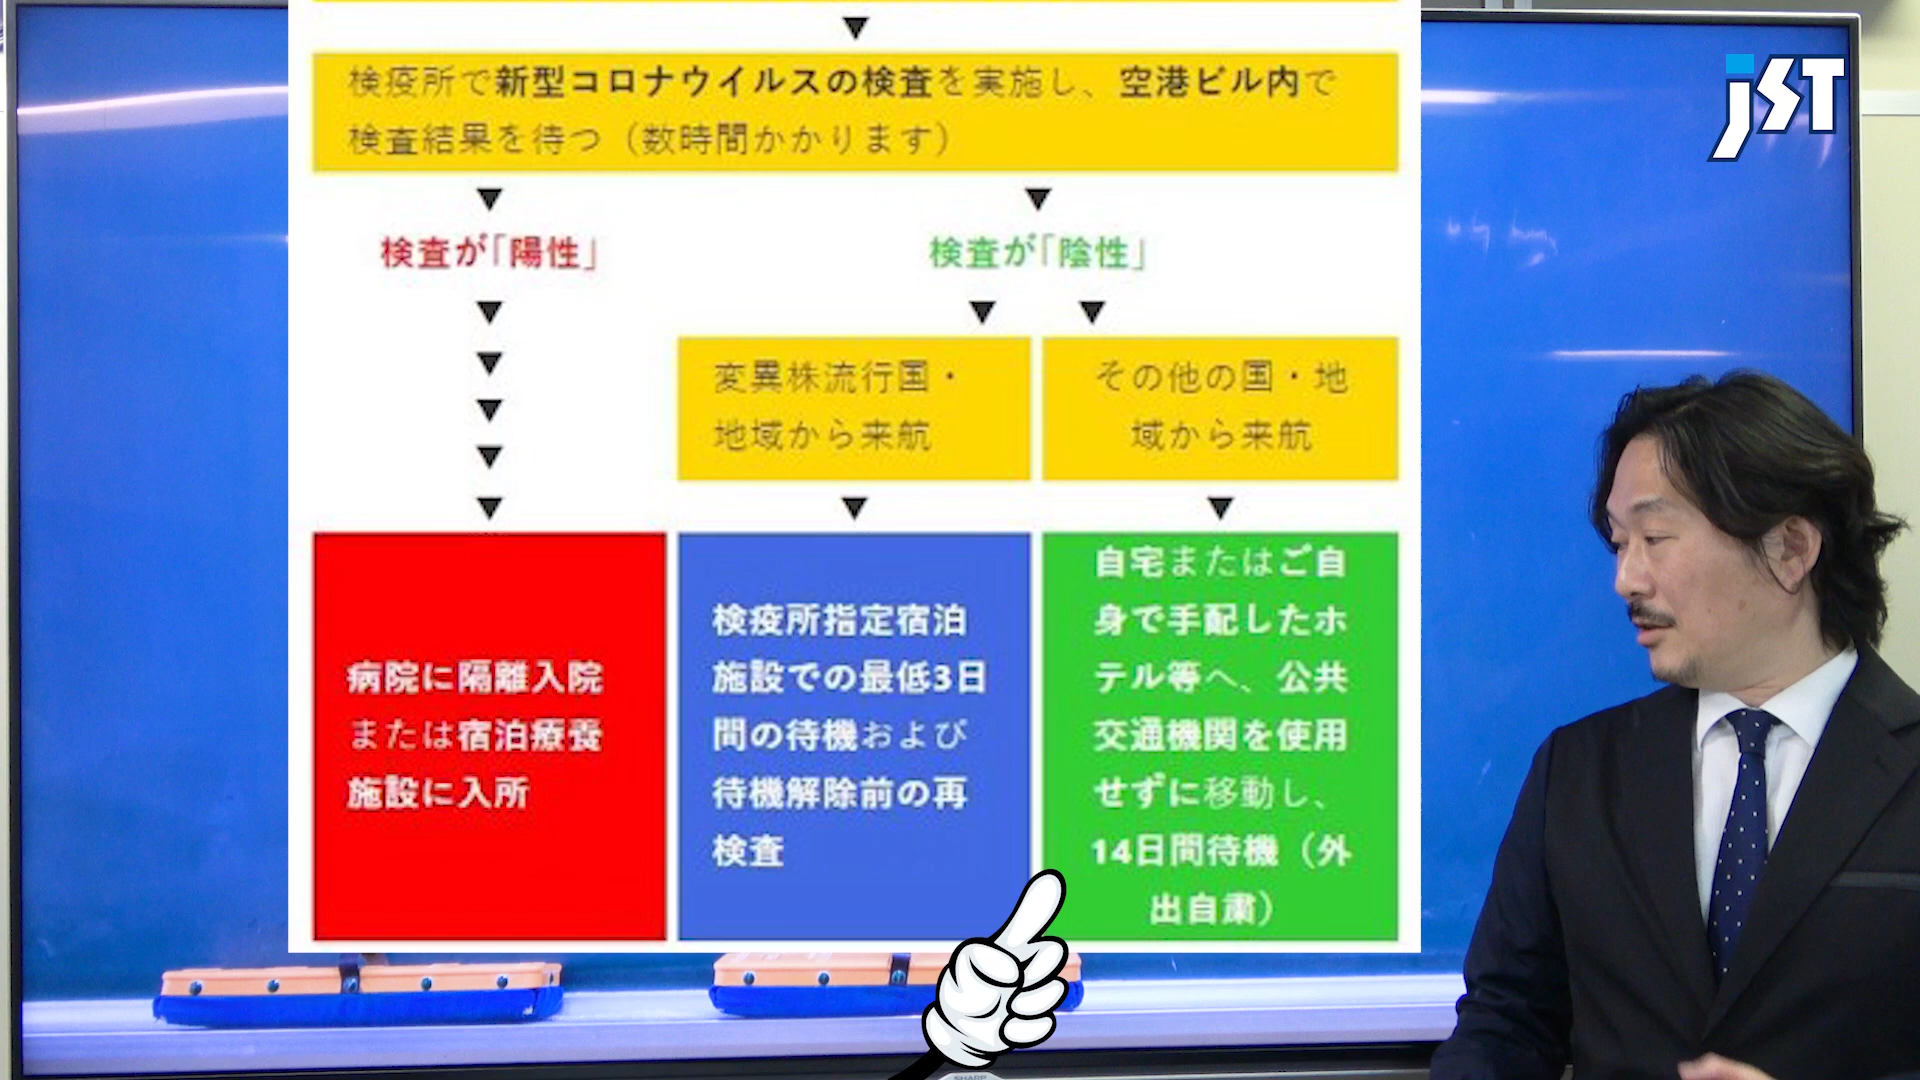 検疫所で新型コロナウイルスの検査を実施し、空港ビル内で
検査結果を待つ（数時間かかります）
検査が「陽性」
検査が「陰性」
変異株流行国・
地域から来航
その他の国・地
域から来航
病院に隔離入院
または宿泊療養
施設に入所
検疫所指定宿泊
施設での最低3日
間の待機および
待機解除前の再
検査
自宅またはご自
身で手配したホ
テル等へ、公共
交通機関を使用
せずに移動し、
14日間待機（外
出自粛）
jST
SHARP